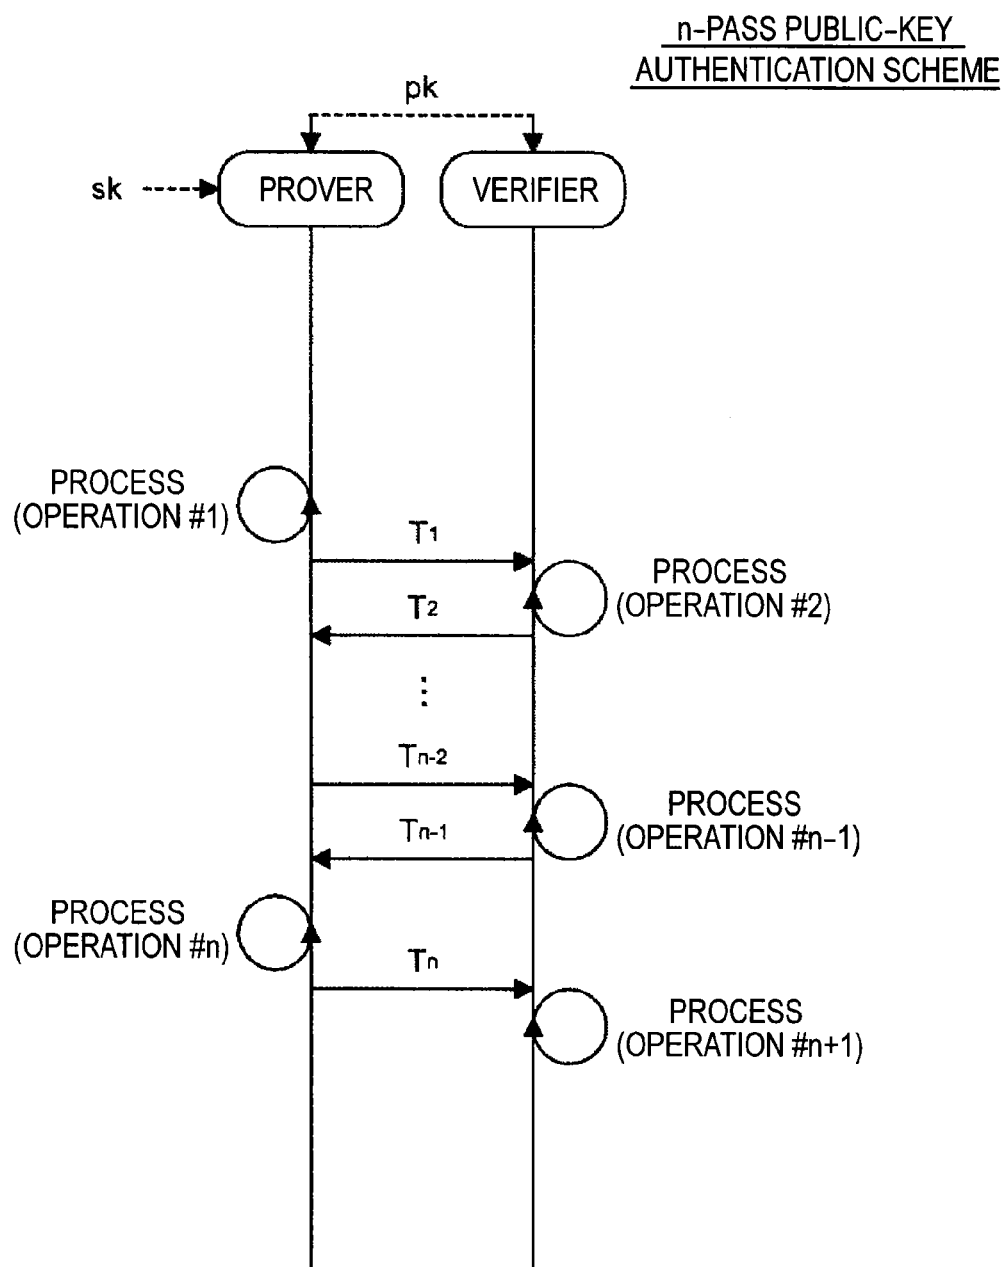 n-PASS PUBLIC-KEY
AUTHENTICATION SCHEME
pk
sk
PROVER
VERIFIER
PROCESS
(OPERATION #1)
T1
PROCESS
(OPERATION #2)
T2
⋮
Tn-2
PROCESS
(OPERATION #n-1)
Tn-1
PROCESS
(OPERATION #n)
Tn
PROCESS
(OPERATION #n+1)